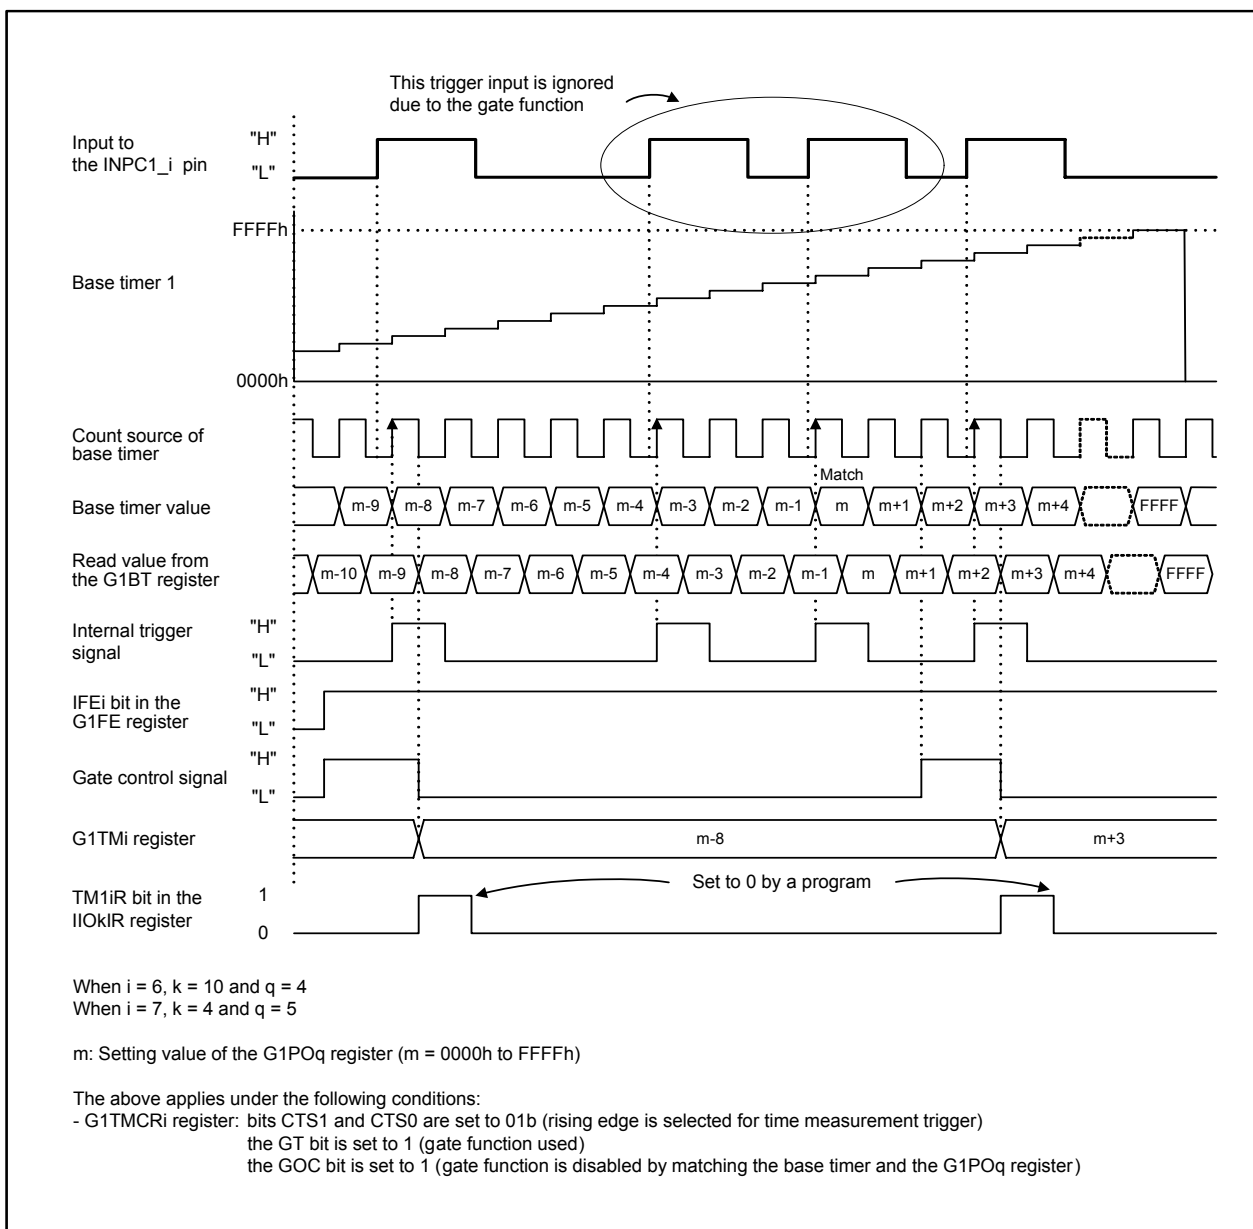 This trigger input is ignored
due to the gate function
Input to
the INPC1_i pin
"H"
"L"
FFFFh
Base timer 1
0000h
Count source of
base timer
Match
Base timer value
m-9 m-8 m-7 m-6 m-5 m-4 m-3 m-2 m-1 m m+1 m+2 m+3 m+4 FFFF
Read value from
the G1BT register
m-10 m-9 m-8 m-7 m-6 m-5 m-4 m-3 m-2 m-1 m m+1 m+2 m+3 m+4 FFFF
Internal trigger
signal
"H"
"L"
IFEi bit in the
G1FE register
"H"
"L"
Gate control signal
"H"
"L"
G1TMi register
m-8 m+3
TM1iR bit in the
IIOkIR register
1
0
Set to 0 by a program
When i = 6, k = 10 and q = 4
When i = 7, k = 4 and q = 5
m: Setting value of the G1POq register (m = 0000h to FFFFh)
The above applies under the following conditions:
- G1TMCRi register: bits CTS1 and CTS0 are set to 01b (rising edge is selected for time measurement trigger)
the GT bit is set to 1 (gate function used)
the GOC bit is set to 1 (gate function is disabled by matching the base timer and the G1POq register)